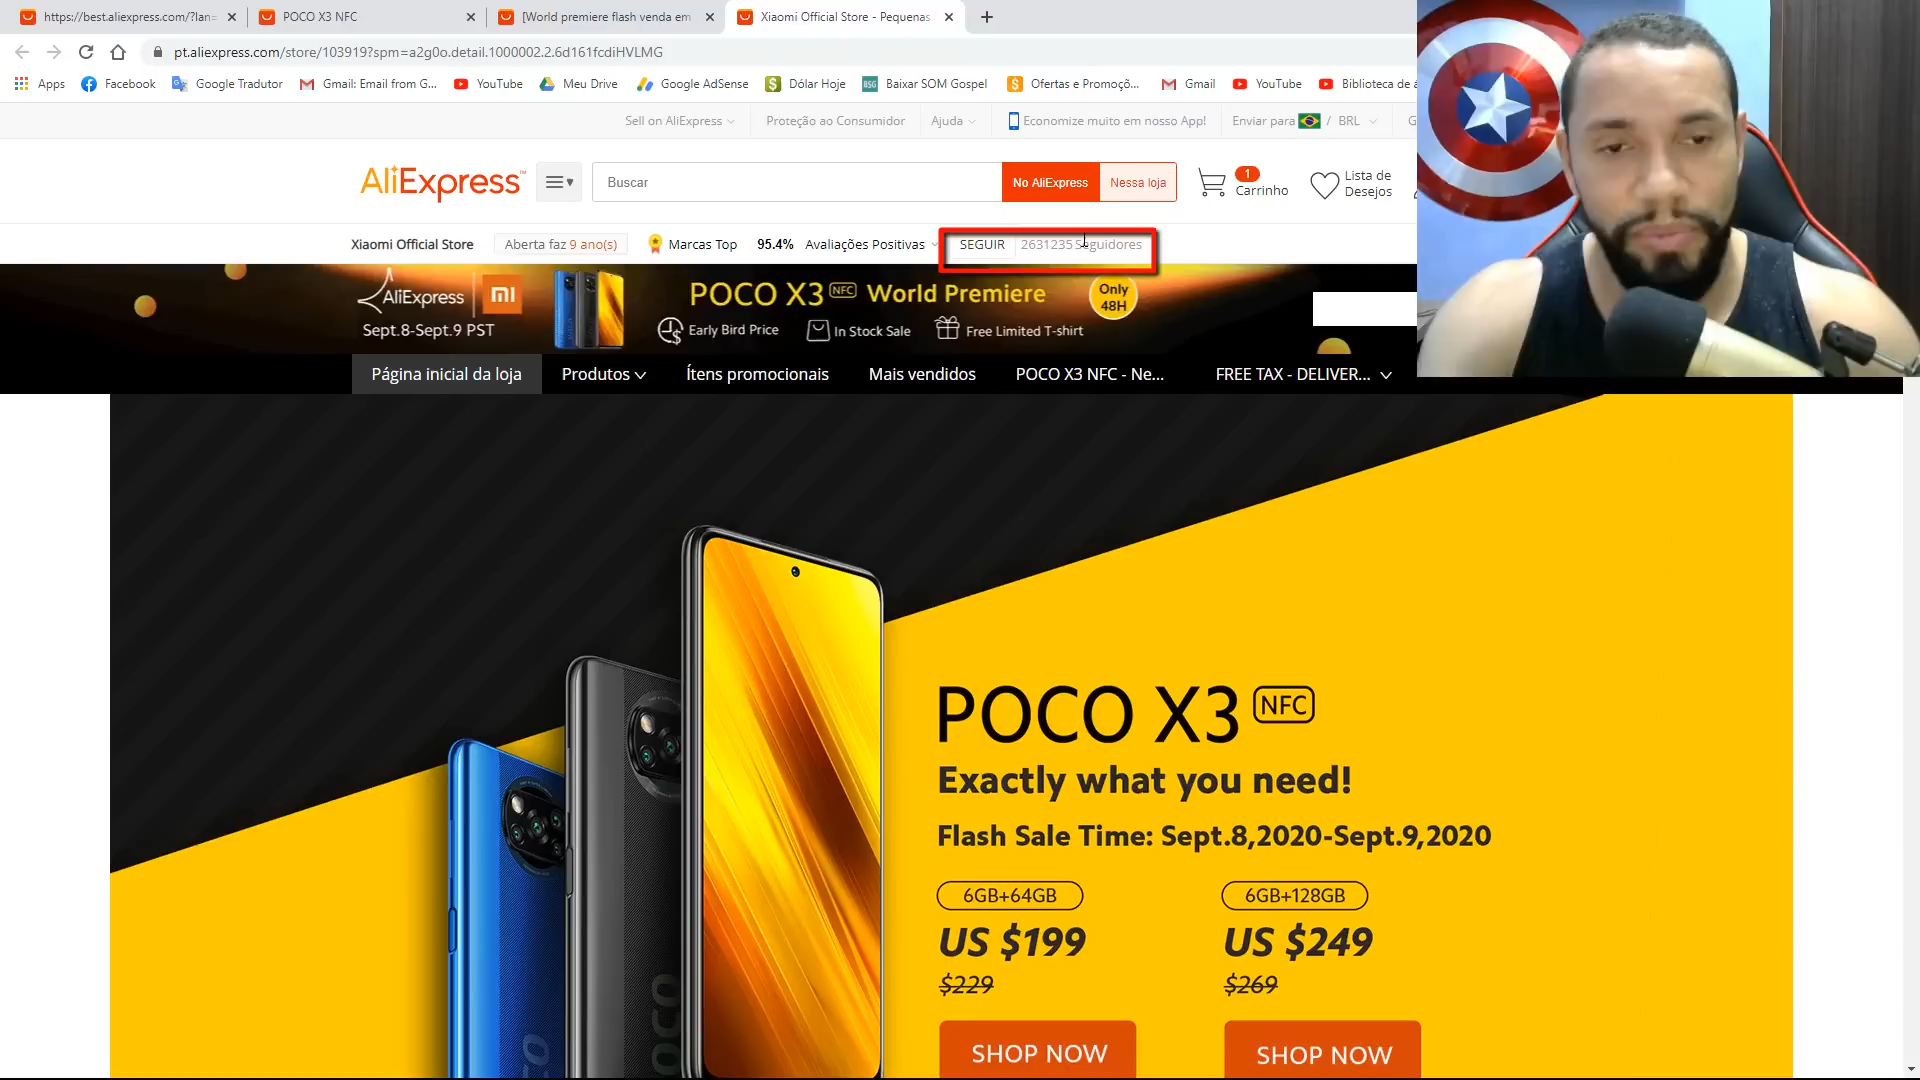 https://best.aliexpress.com/?lan=
POCO X3 NFC
[World premiere flash venda em
Xiaomi Official Store - Pequenas
pt.aliexpress.com/store/103919?spm=a2g0o.detail.1000002.2.6d161fcdiHVLMG
Apps
Facebook
Google Tradutor
Gmail: Email from G...
YouTube
Meu Drive
Google AdSense
Dólar Hoje
BSG
Baixar SOM Gospel
Ofertas e Promoçõ...
Gmail
YouTube
Biblioteca de a
Sell on AliExpress
Proteção ao Consumidor
Ajuda
Economize muito em nosso App!
Enviar para / BRL
AliExpress™
Buscar
No AliExpress
Nessa loja
1
Carrinho
Lista de
Desejos
Xiaomi Official Store
Aberta faz 9 ano(s)
Marcas Top
95.4% Avaliações Positivas
SEGUIR
2631235 Seguidores
AliExpress
mi
Sept.8-Sept.9 PST
POCO X3 NFC World Premiere
Early Bird Price
In Stock Sale
Free Limited T-shirt
Only
48H
Página inicial da loja
Produtos
Ítens promocionais
Mais vendidos
POCO X3 NFC - Ne...
FREE TAX - DELIVER...
POCO X3 NFC
Exactly what you need!
Flash Sale Time: Sept.8,2020-Sept.9,2020
6GB+64GB
US $199
$229
SHOP NOW
6GB+128GB
US $249
$269
SHOP NOW
POCO